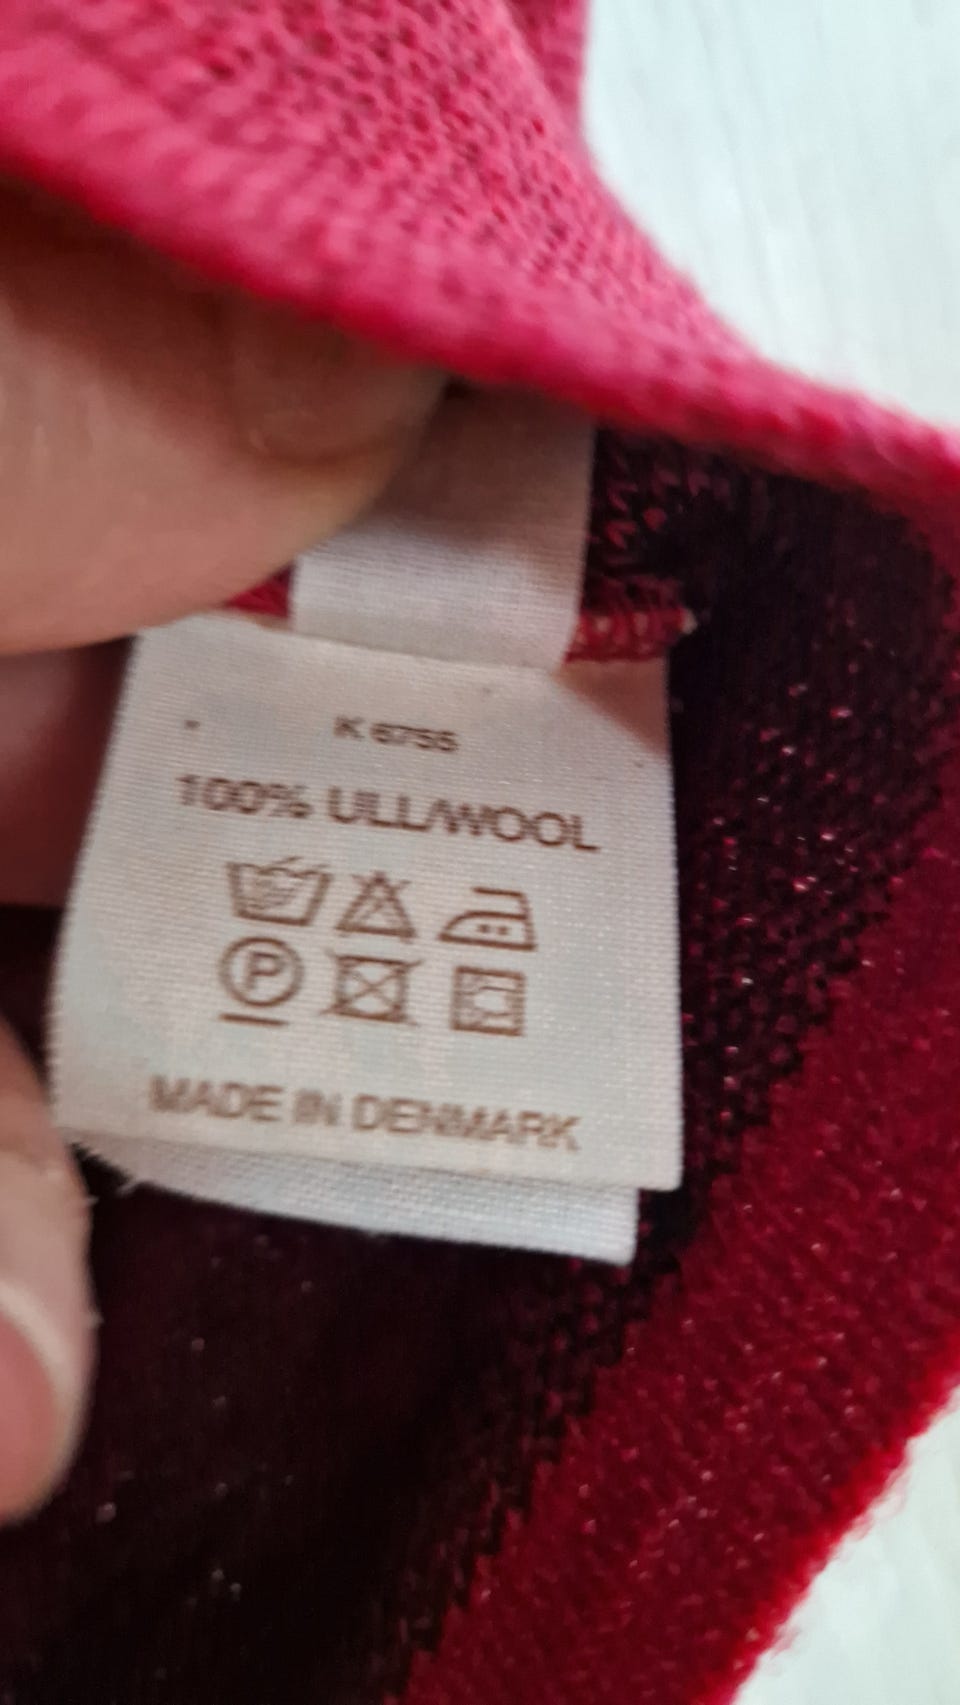 K 6755
100% ULL/WOOL
P
MADE IN DENMARK